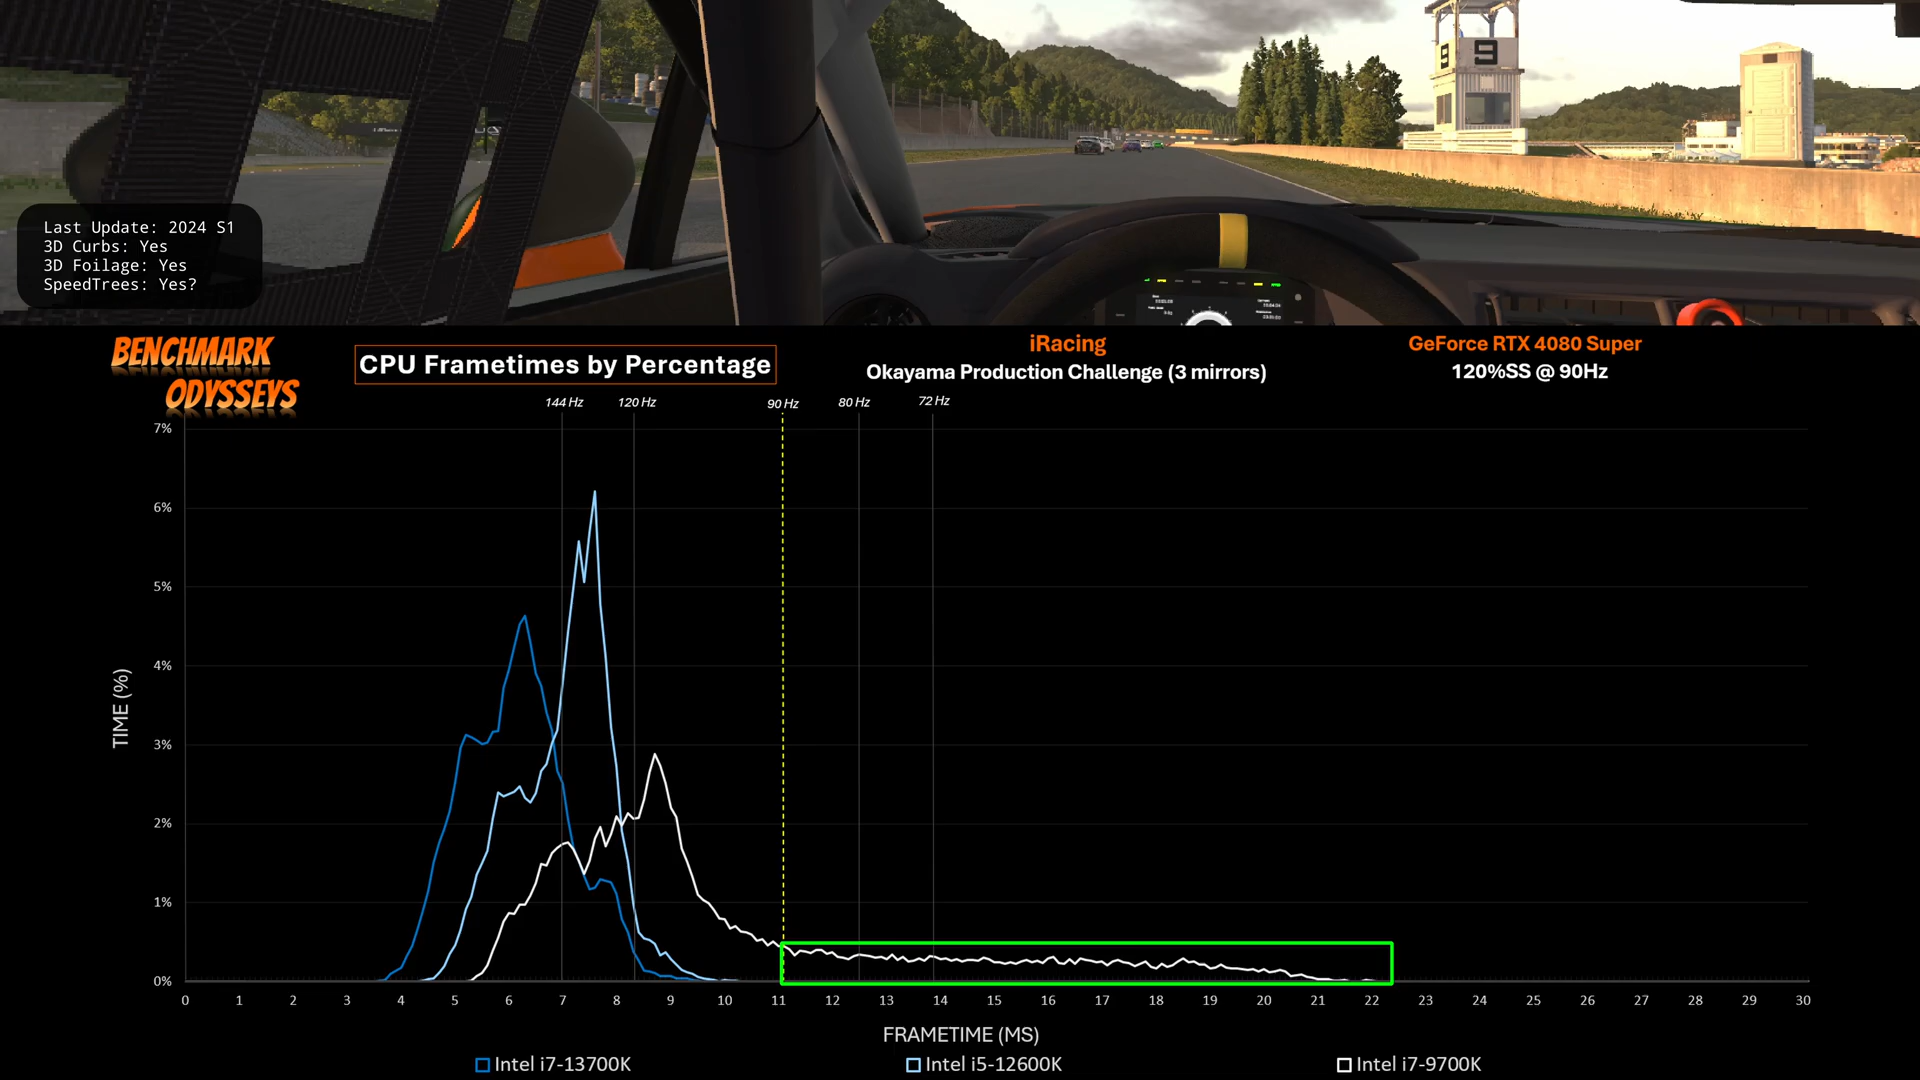 9 9
Last Update: 2024 S1
3D Curbs: Yes
3D Foilage: Yes
SpeedTrees: Yes?
BENCHMARK
ODYSSEYS
CPU Frametimes by Percentage
iRacing
Okayama Production Challenge (3 mirrors)
GeForce RTX 4080 Super
120%SS @ 90Hz
144 Hz 120 Hz 90 Hz 80 Hz 72 Hz
7%
6%
5%
4%
3%
2%
1%
0%
TIME (%)
0 1 2 3 4 5 6 7 8 9 10 11 12 13 14 15 16 17 18 19 20 21 22 23 24 25 26 27 28 29 30
FRAMETIME (MS)
Intel i7-13700K Intel i5-12600K Intel i7-9700K